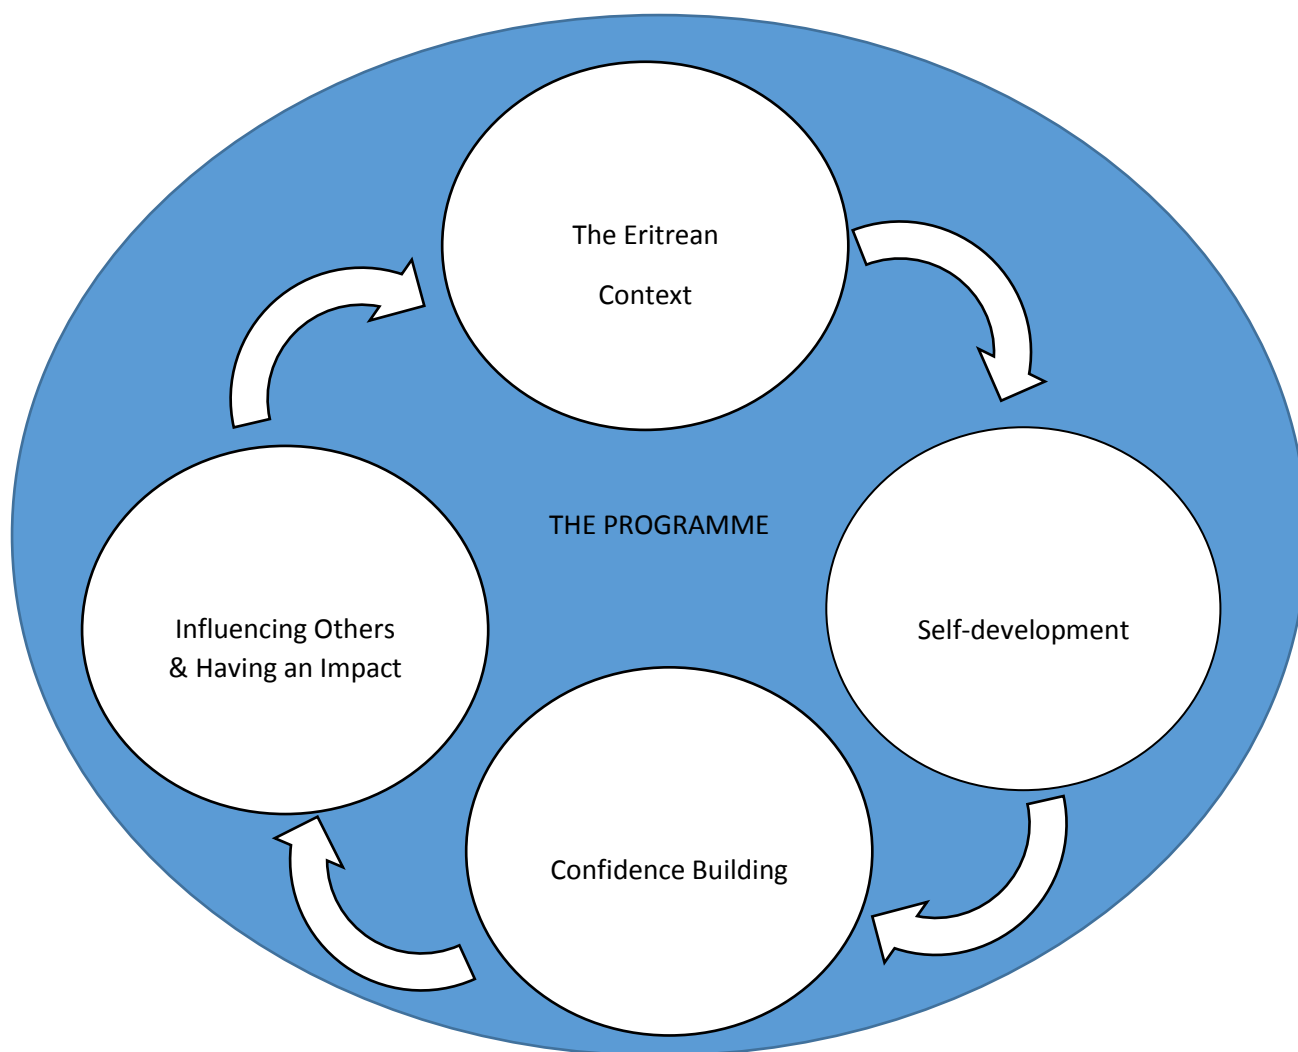 The Eritrean
Context
THE PROGRAMME
Influencing Others
& Having an Impact
Self-development
Confidence Building